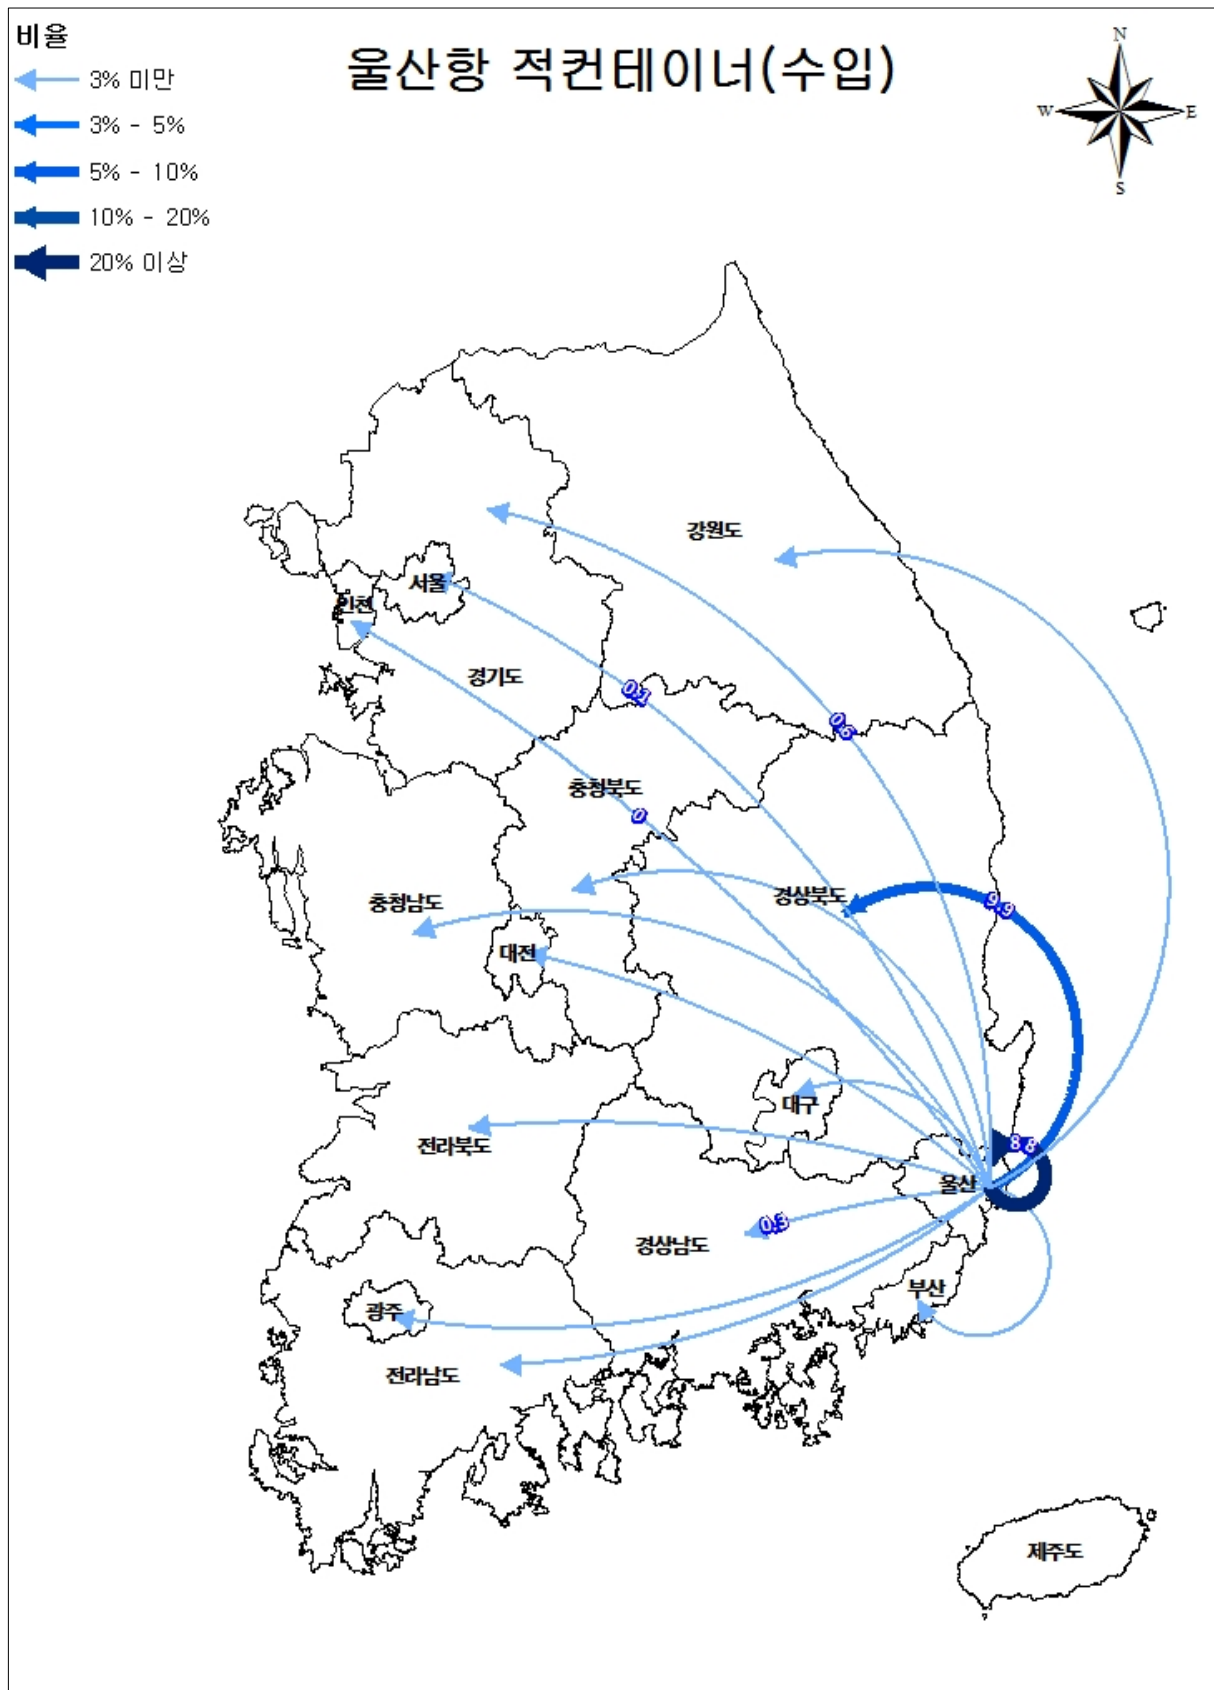 비율
3% 미만
3% - 5%
5% - 10%
10% - 20%
20% 이상
울산항 적컨테이너(수입)
N
W
E
S
강원도
서울
인천
경기도
0.1
0.6
충청북도
0
충청남도
경상북도
9.9
대전
대구
전라북도
8 8
울산
0.3
경상남도
부산
광주
전라남도
제주도